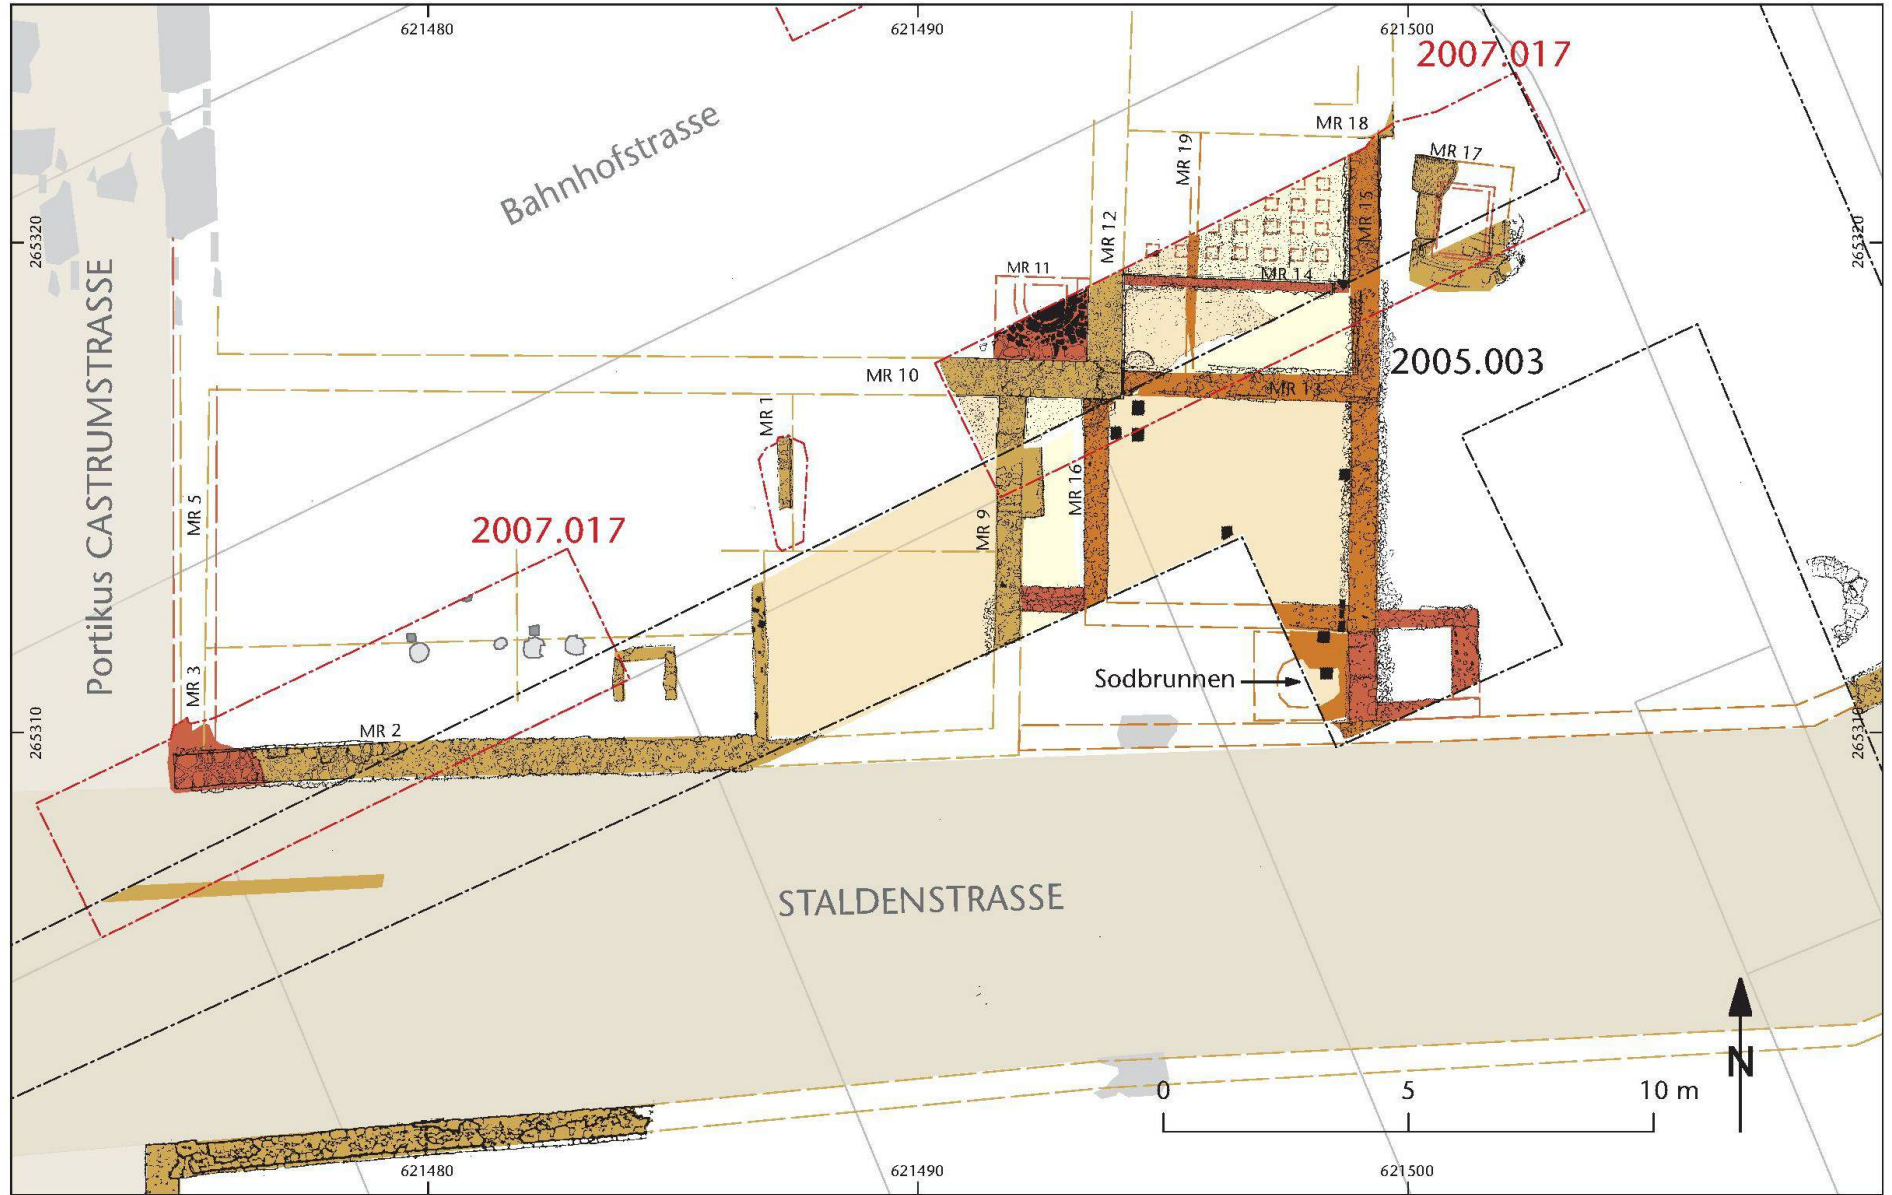 621480
621490
621500
2007.017
MR 18
Bahnhofstrasse
MR 19
MR 17
MR 15
265320
265320
MR 12
MR 11
MR 14
Portikus CASTRUMSTRASSE
2005.003
MR 10
MR 13
MR 1
MR 16
MR 5
MR 9
2007.017
MR 3
Sodbrunnen
MR 2
265310
265310
STALDENSTRASSE
N
0
5
10 m
621480
621490
621500